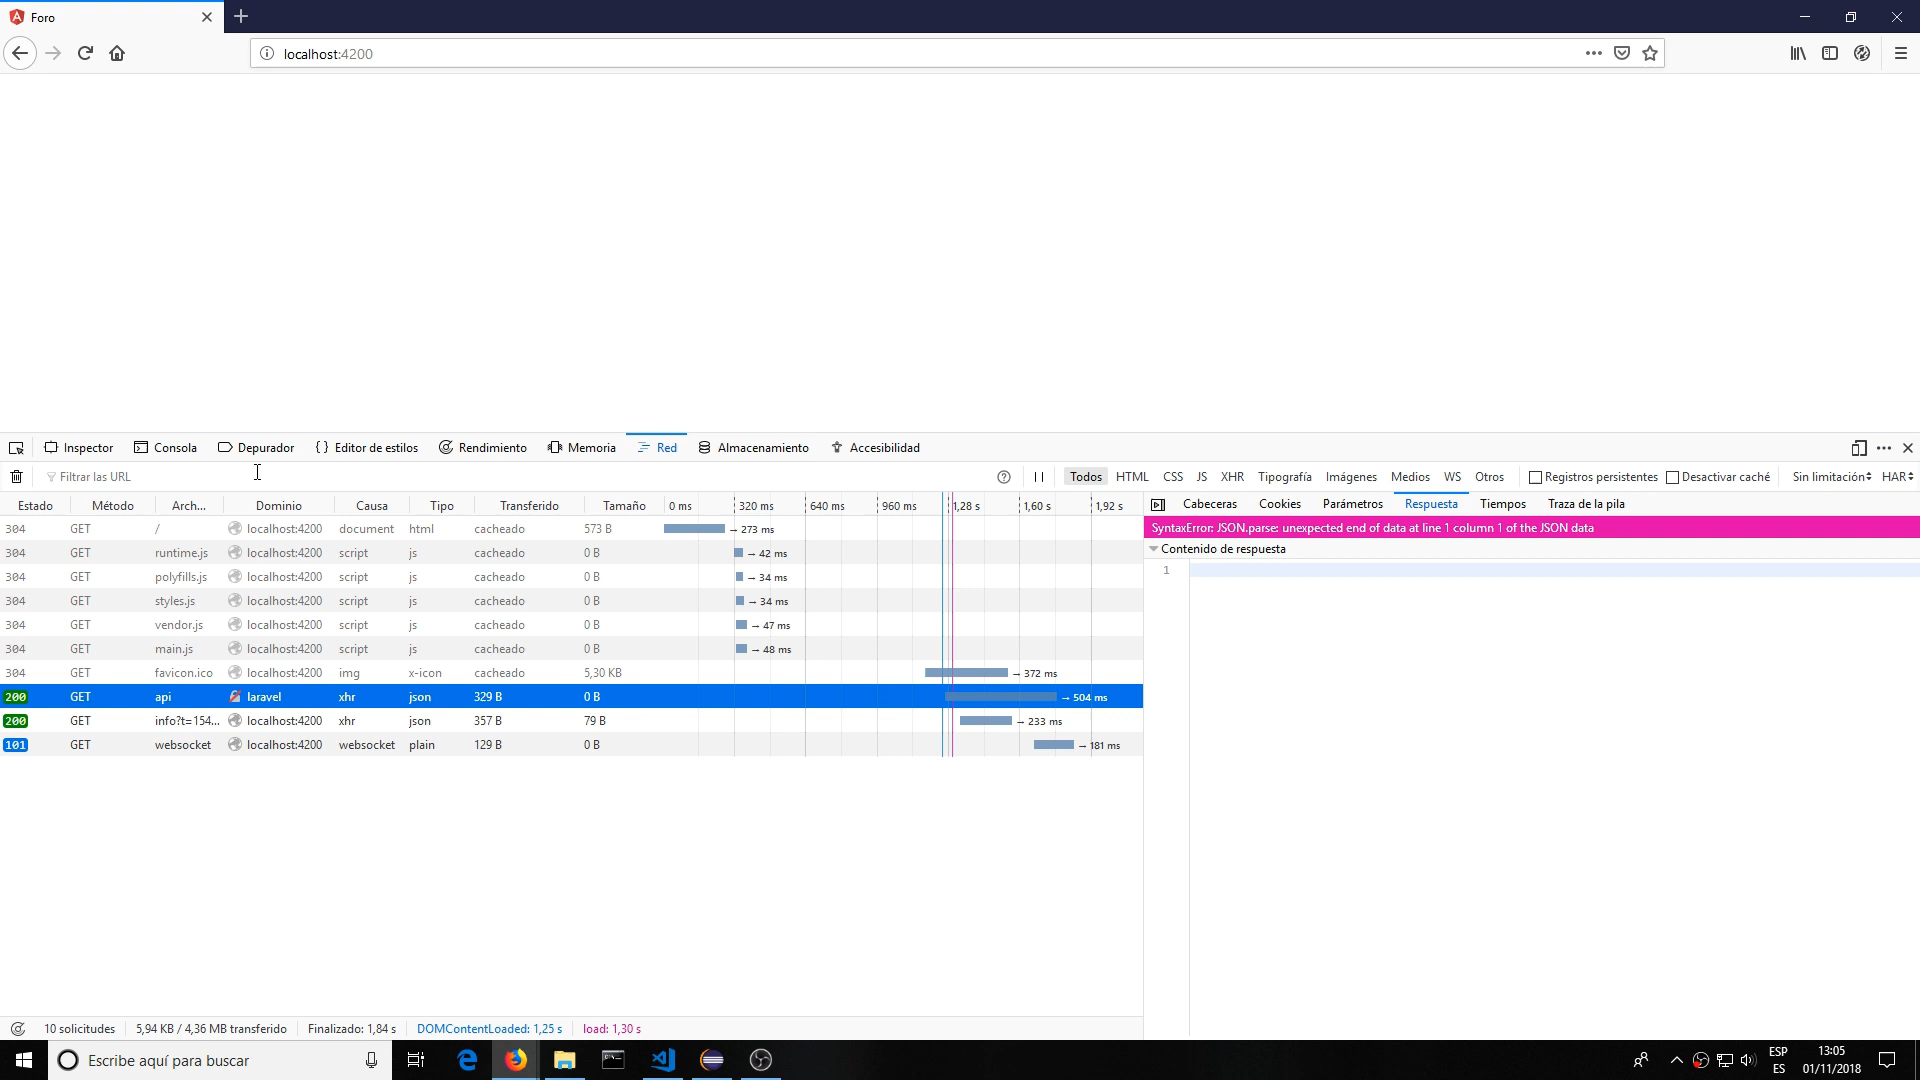 Foro
localhost:4200
Inspector Consola Depurador Editor de estilos Rendimiento Memoria Red Almacenamiento Accesibilidad
Filtrar las URL Todos HTML CSS JS XHR Tipografía Imágenes Medios WS Otros Registros persistentes Desactivar caché Sin limitación HAR
Estado Método Arch... Dominio Causa Tipo Transferido Tamaño 0 ms 320 ms 640 ms 960 ms 1,28 s 1,60 s 1,92 s
Cabeceras Cookies Parámetros Respuesta Tiempos Traza de la pila
304 GET / localhost:4200 document html cacheado 573 B → 273 ms
SyntaxError: JSON.parse: unexpected end of data at line 1 column 1 of the JSON data
304 GET runtime.js localhost:4200 script js cacheado 0 B → 42 ms
Contenido de respuesta
304 GET polyfills.js localhost:4200 script js cacheado 0 B → 34 ms
1
304 GET styles.js localhost:4200 script js cacheado 0 B → 34 ms
304 GET vendor.js localhost:4200 script js cacheado 0 B → 47 ms
304 GET main.js localhost:4200 script js cacheado 0 B → 48 ms
304 GET favicon.ico localhost:4200 img x-icon cacheado 5,30 KB → 372 ms
200 GET api laravel xhr json 329 B 0 B → 504 ms
200 GET info?t=154... localhost:4200 xhr json 357 B 79 B → 233 ms
101 GET websocket localhost:4200 websocket plain 129 B 0 B → 181 ms
10 solicitudes 5,94 KB / 4,36 MB transferido Finalizado: 1,84 s DOMContentLoaded: 1,25 s load: 1,30 s
Escribe aquí para buscar
ESP
ES
13:05
01/11/2018